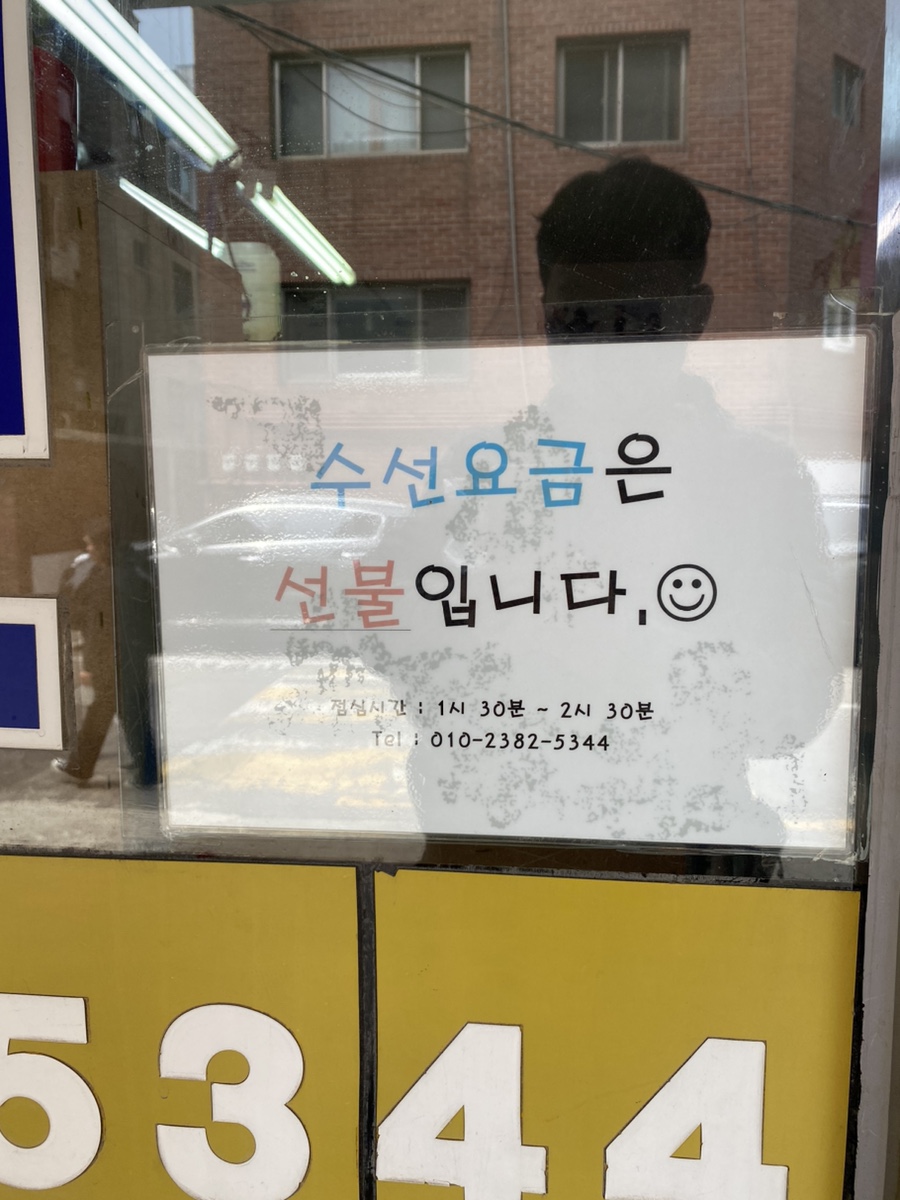 수선요금은
선불입니다.☺
점심시간 : 1시 30분 ~ 2시 30분
Tel : 010-2382-5344
5344